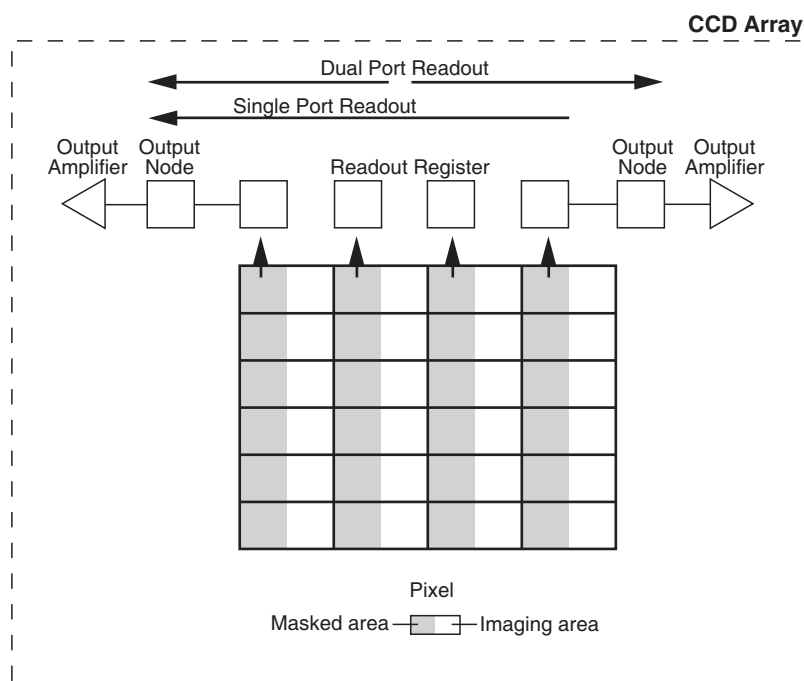 CCD Array
Dual Port Readout
Single Port Readout
Output
Amplifier
Output
Node
Readout Register
Output
Node
Output
Amplifier
Pixel
Masked area
Imaging area